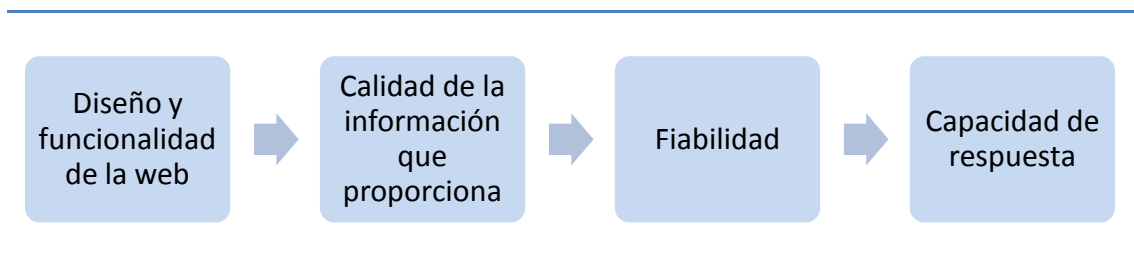 Diseño y
funcionalidad
de la web
Calidad de la
información
que
proporciona
Fiabilidad
Capacidad de
respuesta